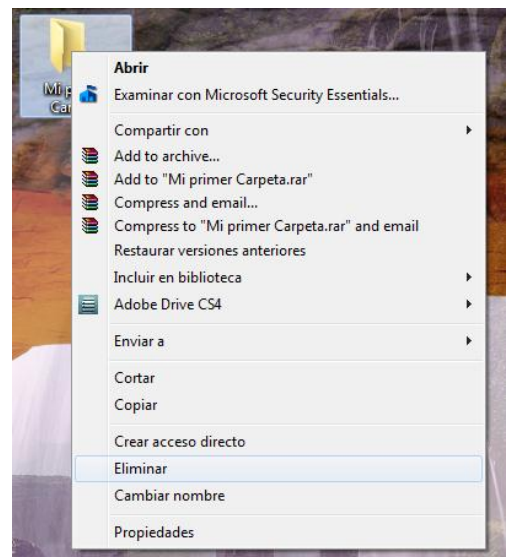 Abrir
Mi p
Car
Examinar con Microsoft Security Essentials...
Compartir con
Add to archive...
Add to "Mi primer Carpeta.rar"
Compress and email...
Compress to "Mi primer Carpeta.rar" and email
Restaurar versiones anteriores
Incluir en biblioteca
Adobe Drive CS4
Enviar a
Cortar
Copiar
Crear acceso directo
Eliminar
Cambiar nombre
Propiedades